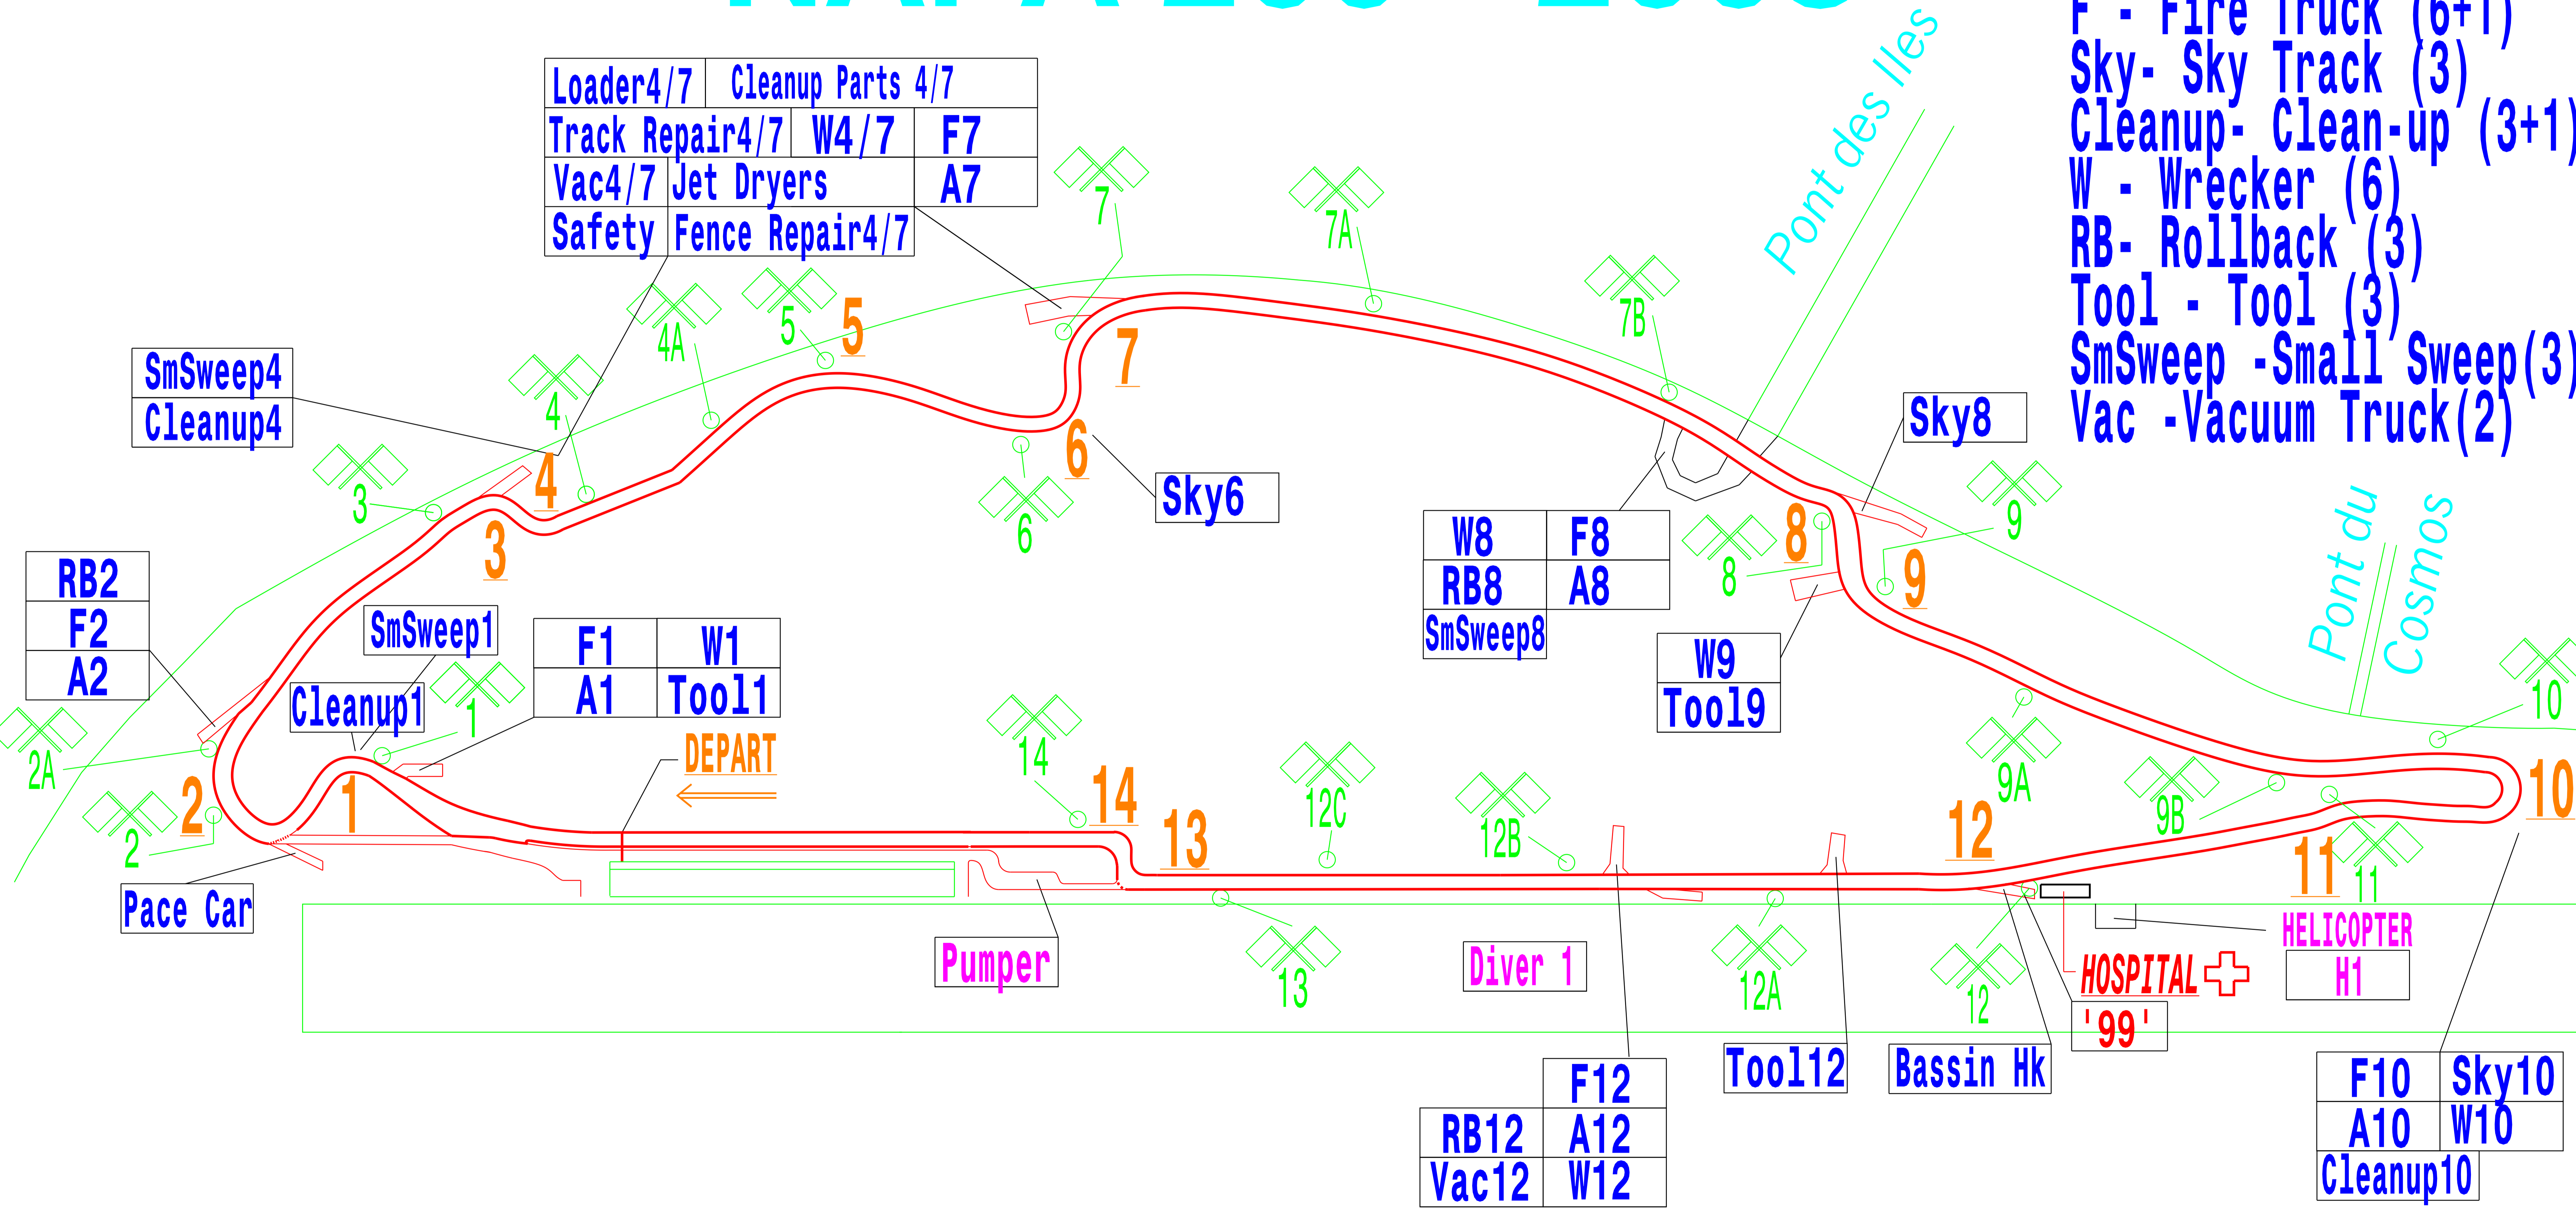 NAPA 200 - 2008
F - Fire Truck (6+1)
Sky- Sky Track (3)
Cleanup- Clean-up (3+1)
W - Wrecker (6)
RB- Rollback (3)
Tool - Tool (3)
SmSweep -Small Sweep(3)
Vac -Vacuum Truck(2)
Loader4/7 Cleanup Parts 4/7
Track Repair4/7 W4/7 F7
Vac4/7 Jet Dryers A7
Safety Fence Repair4/7
Pont des Iles
7
7A
7B
5
5
4A
4
7
SmSweep4
Cleanup4
3
4
3
6
Sky6
6
Sky8
W8 F8
RB8 A8
SmSweep8
8
8
9
9
W9
Tool9
Pont du
Cosmos
RB2
F2
A2
SmSweep1
Cleanup1
F1 W1
A1 Tool1
1
1
2A
2
2
DEPART
14
14
13
12C
12B
12
9A
9B
10
10
11
11
Pace Car
Pumper
13
Diver 1
12A
12
HELICOPTER
H1
HOSPITAL
'99'
F12
RB12 A12
Vac12 W12
Tool12
Bassin Hk
F10 Sky10
A10 W10
Cleanup10